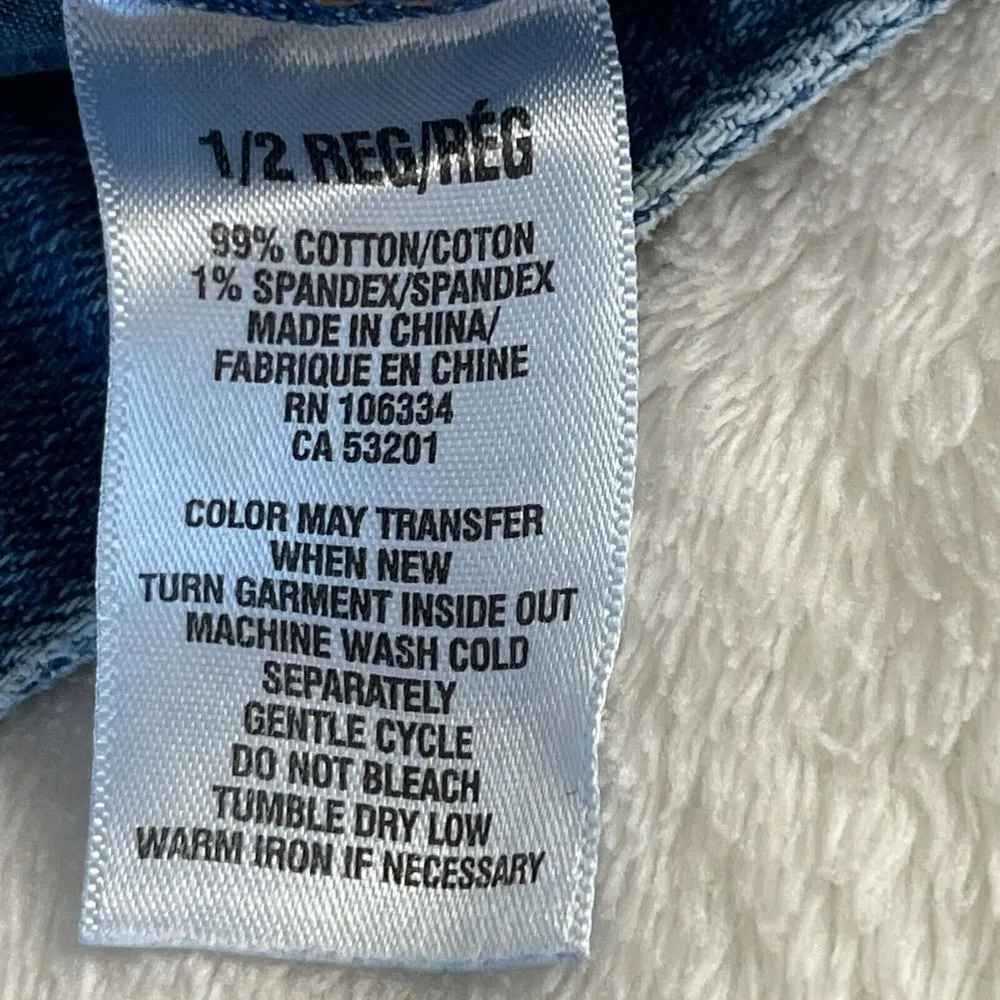 1/2 REG/RÉG
99% COTTON/COTON
1% SPANDEX/SPANDEX
MADE IN CHINA/
FABRIQUE EN CHINE
RN 106334
CA 53201
COLOR MAY TRANSFER
WHEN NEW
TURN GARMENT INSIDE OUT
MACHINE WASH COLD
SEPARATELY
GENTLE CYCLE
DO NOT BLEACH
TUMBLE DRY LOW
WARM IRON IF NECESSARY